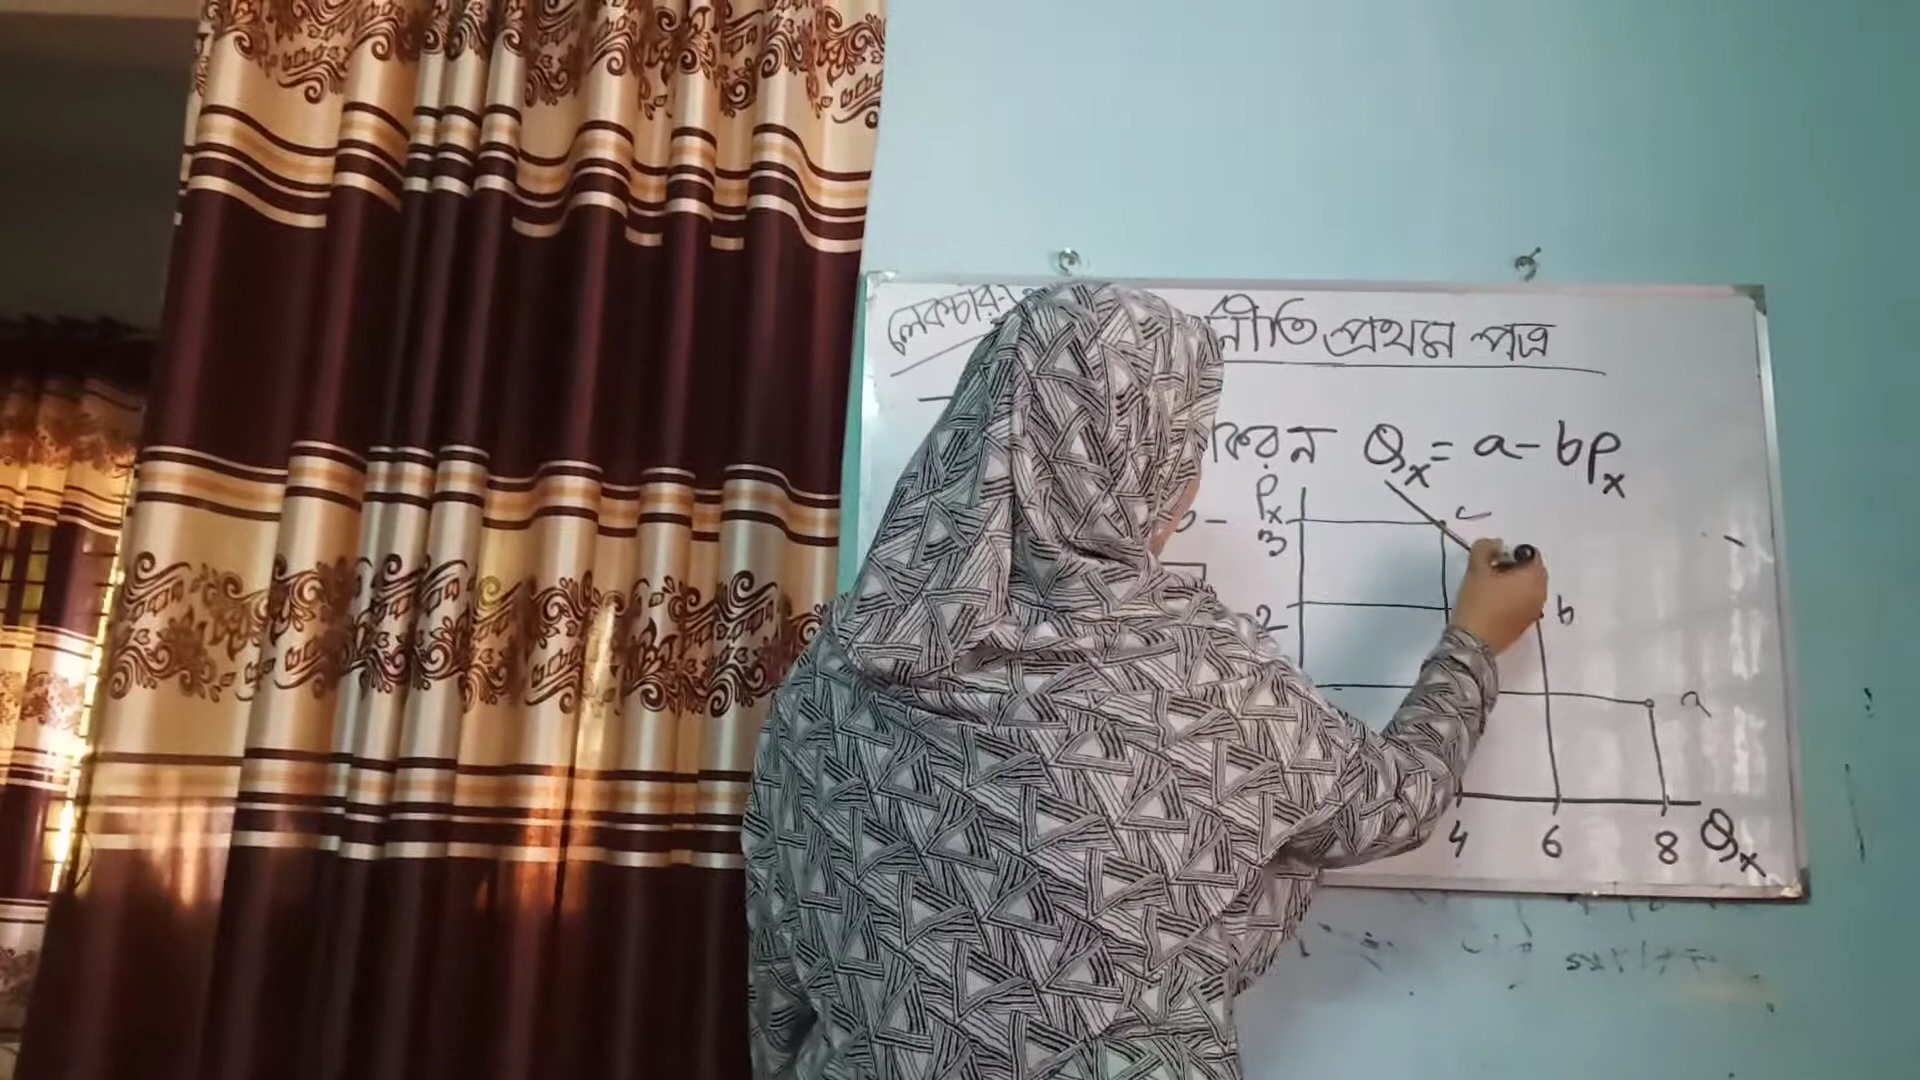 লেকচার-
নীতি প্রথম পত্র
করন Qx = a - bPx
Px
c
3
2
b
a
4 6 8 Qx